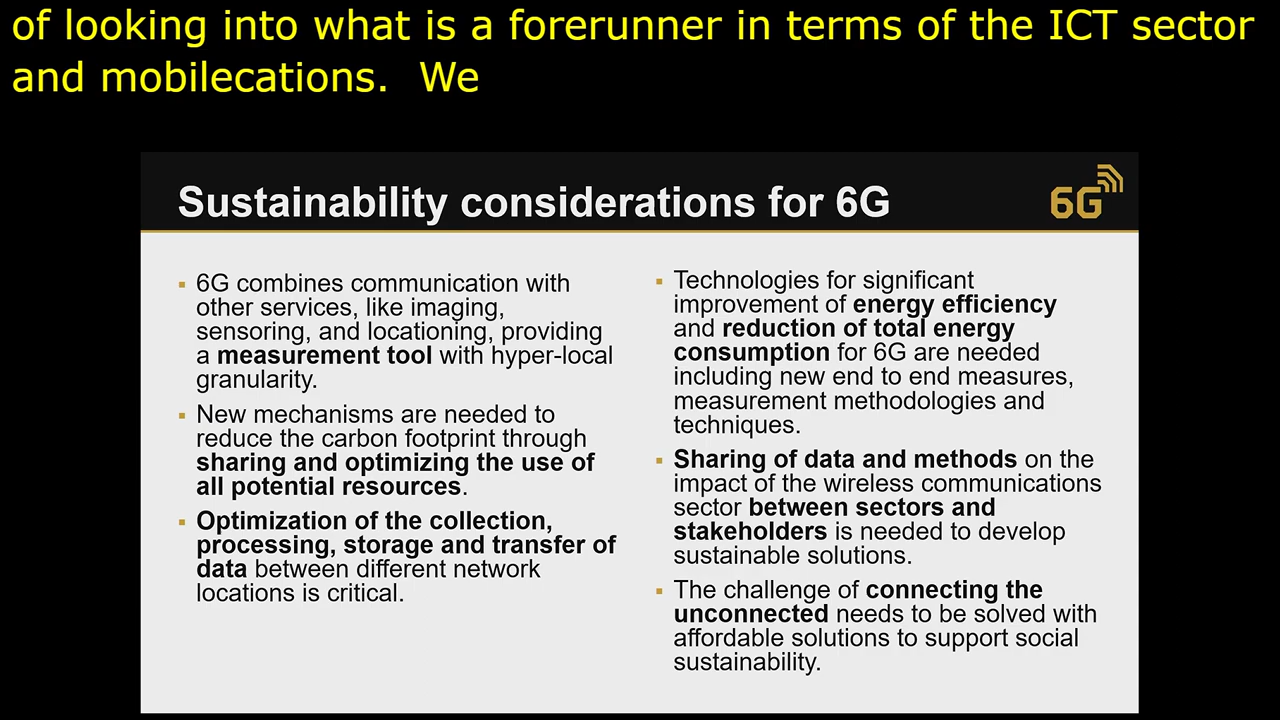 of looking into what is a forerunner in terms of the ICT sector
and mobilecations.  We
Sustainability considerations for 6G
6G
6G combines communication with
other services, like imaging,
sensoring, and locationing, providing
a measurement tool with hyper-local
granularity.
New mechanisms are needed to
reduce the carbon footprint through
sharing and optimizing the use of
all potential resources.
Optimization of the collection,
processing, storage and transfer of
data between different network
locations is critical.
Technologies for significant
improvement of energy efficiency
and reduction of total energy
consumption for 6G are needed
including new end to end measures,
measurement methodologies and
techniques.
Sharing of data and methods on the
impact of the wireless communications
sector between sectors and
stakeholders is needed to develop
sustainable solutions.
The challenge of connecting the
unconnected needs to be solved with
affordable solutions to support social
sustainability.